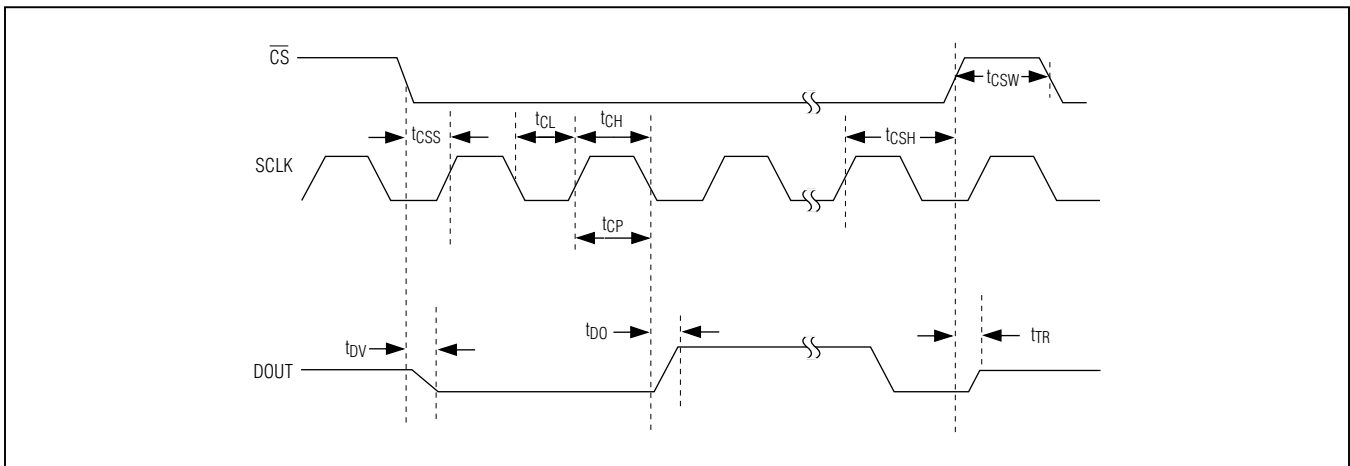 CS
tCSW
tCSS
tCL
tCH
tCSH
SCLK
tCP
tDO
tTR
tDV
DOUT